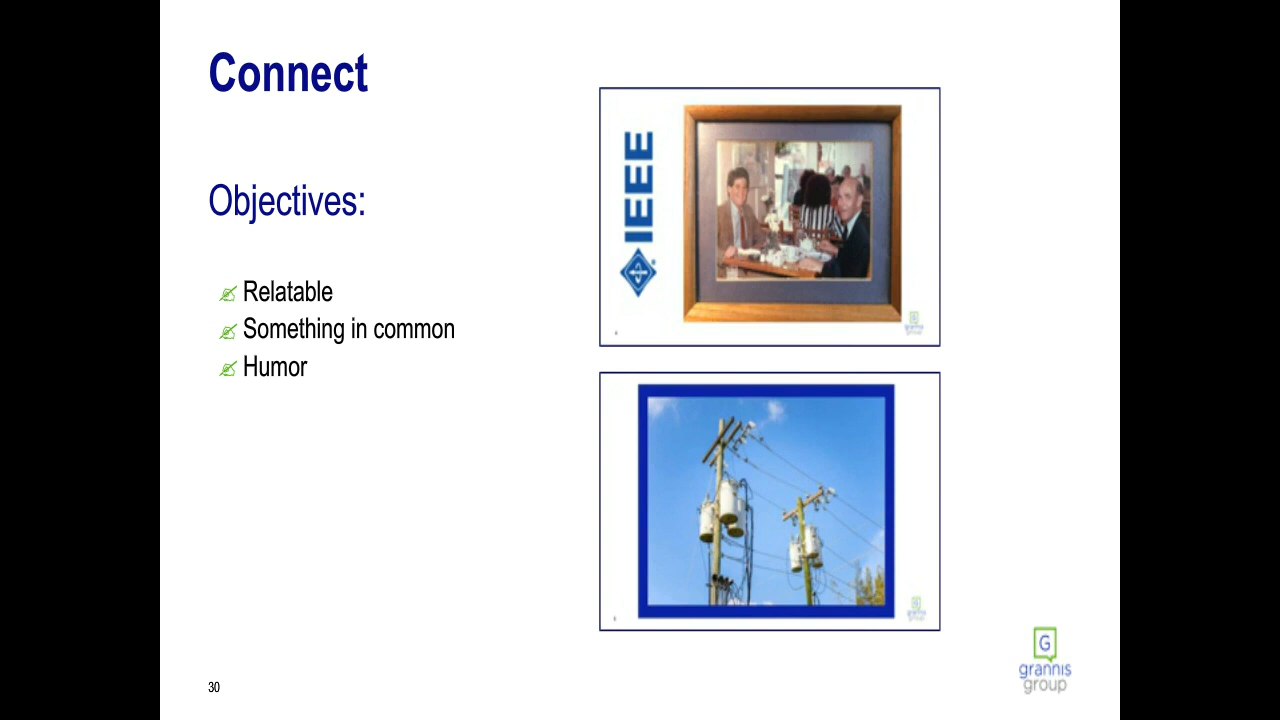 Connect
Objectives:
Relatable
Something in common
Humor
IEEE
G
grannis
group
30